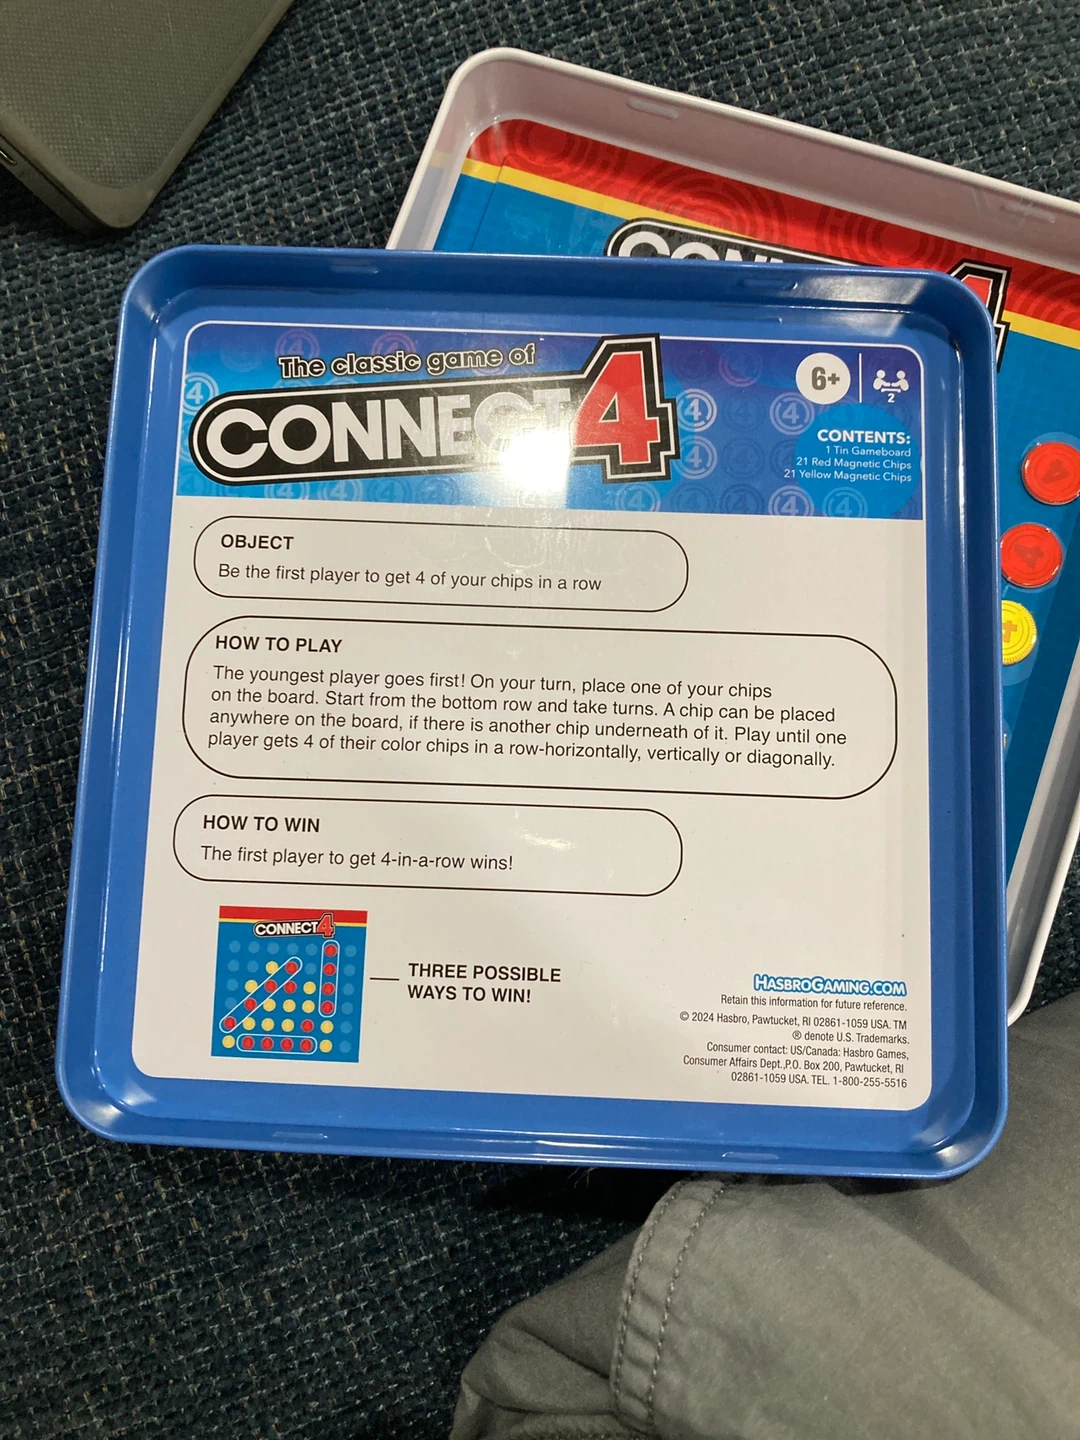 The classic game of
CONNECT 4
6+
2
CONTENTS:
1 Tin Gameboard
21 Red Magnetic Chips
21 Yellow Magnetic Chips
OBJECT
Be the first player to get 4 of your chips in a row
HOW TO PLAY
The youngest player goes first! On your turn, place one of your chips
on the board. Start from the bottom row and take turns. A chip can be placed
anywhere on the board, if there is another chip underneath of it. Play until one
player gets 4 of their color chips in a row-horizontally, vertically or diagonally.
HOW TO WIN
The first player to get 4-in-a-row wins!
CONNECT 4
THREE POSSIBLE
WAYS TO WIN!
HASBROGAMING.COM
Retain this information for future reference.
© 2024 Hasbro, Pawtucket, RI 02861-1059 USA. TM
® denote U.S. Trademarks.
Consumer contact: US/Canada: Hasbro Games,
Consumer Affairs Dept.,P.O. Box 200, Pawtucket, RI
02861-1059 USA. TEL. 1-800-255-5516